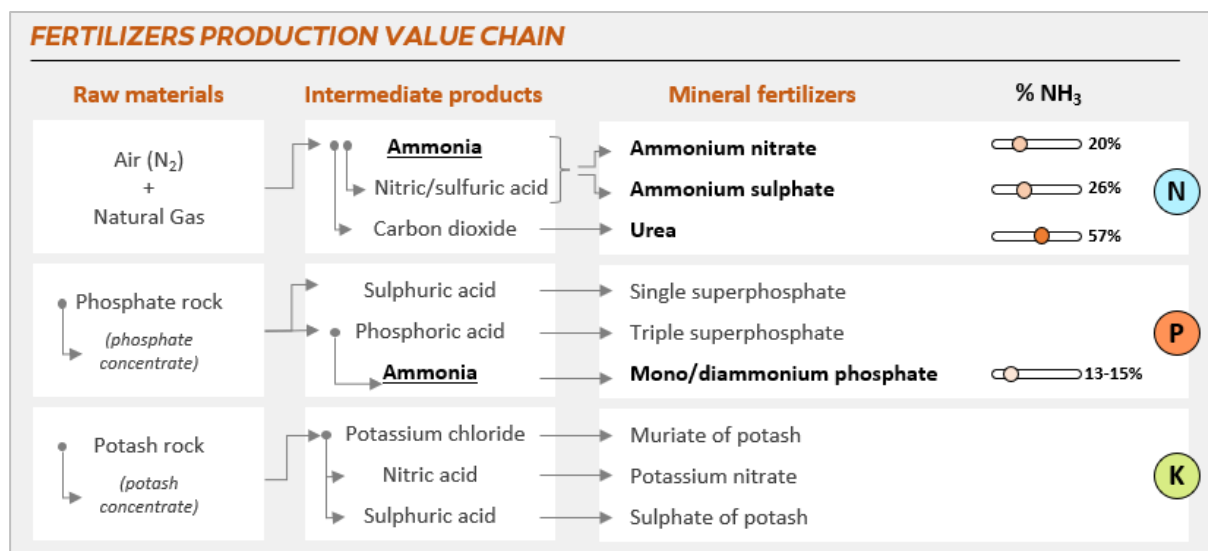 FERTILIZERS PRODUCTION VALUE CHAIN
Raw materials Intermediate products Mineral fertilizers % NH₃
Air (N₂)
+
Natural Gas
Ammonia
Nitric/sulfuric acid
Carbon dioxide
Ammonium nitrate 20%
Ammonium sulphate 26%
Urea 57%
N
Phosphate rock
(phosphate
concentrate)
Sulphuric acid
Phosphoric acid
Ammonia
Single superphosphate
Triple superphosphate
Mono/diammonium phosphate 13-15%
P
Potash rock
(potash
concentrate)
Potassium chloride
Nitric acid
Sulphuric acid
Muriate of potash
Potassium nitrate
Sulphate of potash
K